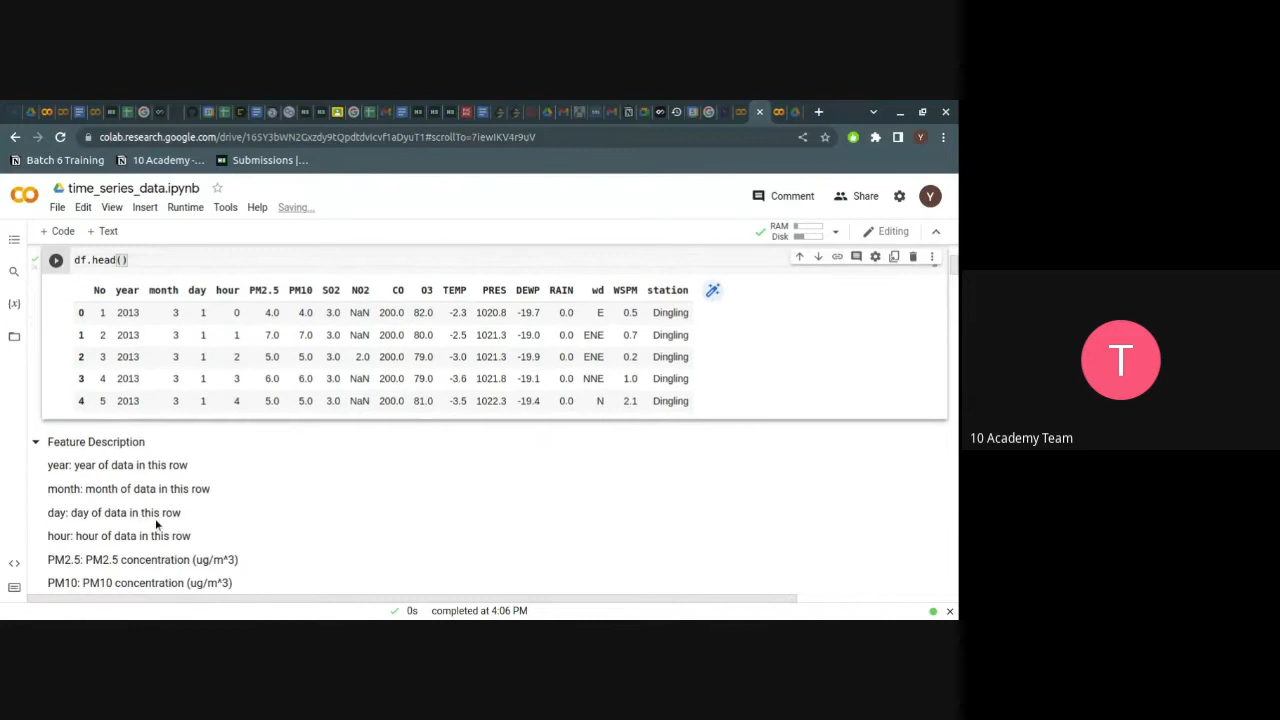 colab.research.google.com/drive/165Y3bWN2Gxzdy9tQpdtdvIcvf1aDyuT1#scrollTo=7iewIKV4r9uV
Batch 6 Training
10 Academy -...
Submissions |...
time_series_data.ipynb
Comment
Share
Y
File Edit View Insert Runtime Tools Help Saving...
+ Code + Text
RAM
Disk
Editing
df.head()
No year month day hour PM2.5 PM10 SO2 NO2 CO O3 TEMP PRES DEWP RAIN wd WSPM station
0 1 2013 3 1 0 4.0 4.0 3.0 NaN 200.0 82.0 -2.3 1020.8 -19.7 0.0 E 0.5 Dingling
1 2 2013 3 1 1 7.0 7.0 3.0 NaN 200.0 80.0 -2.5 1021.3 -19.0 0.0 ENE 0.7 Dingling
2 3 2013 3 1 2 5.0 5.0 3.0 2.0 200.0 79.0 -3.0 1021.3 -19.9 0.0 ENE 0.2 Dingling
3 4 2013 3 1 3 6.0 6.0 3.0 NaN 200.0 79.0 -3.6 1021.8 -19.1 0.0 NNE 1.0 Dingling
4 5 2013 3 1 4 5.0 5.0 3.0 NaN 200.0 81.0 -3.5 1022.3 -19.4 0.0 N 2.1 Dingling
Feature Description
year: year of data in this row
month: month of data in this row
day: day of data in this row
hour: hour of data in this row
PM2.5: PM2.5 concentration (ug/m^3)
PM10: PM10 concentration (ug/m^3)
0s completed at 4:06 PM
T
10 Academy Team